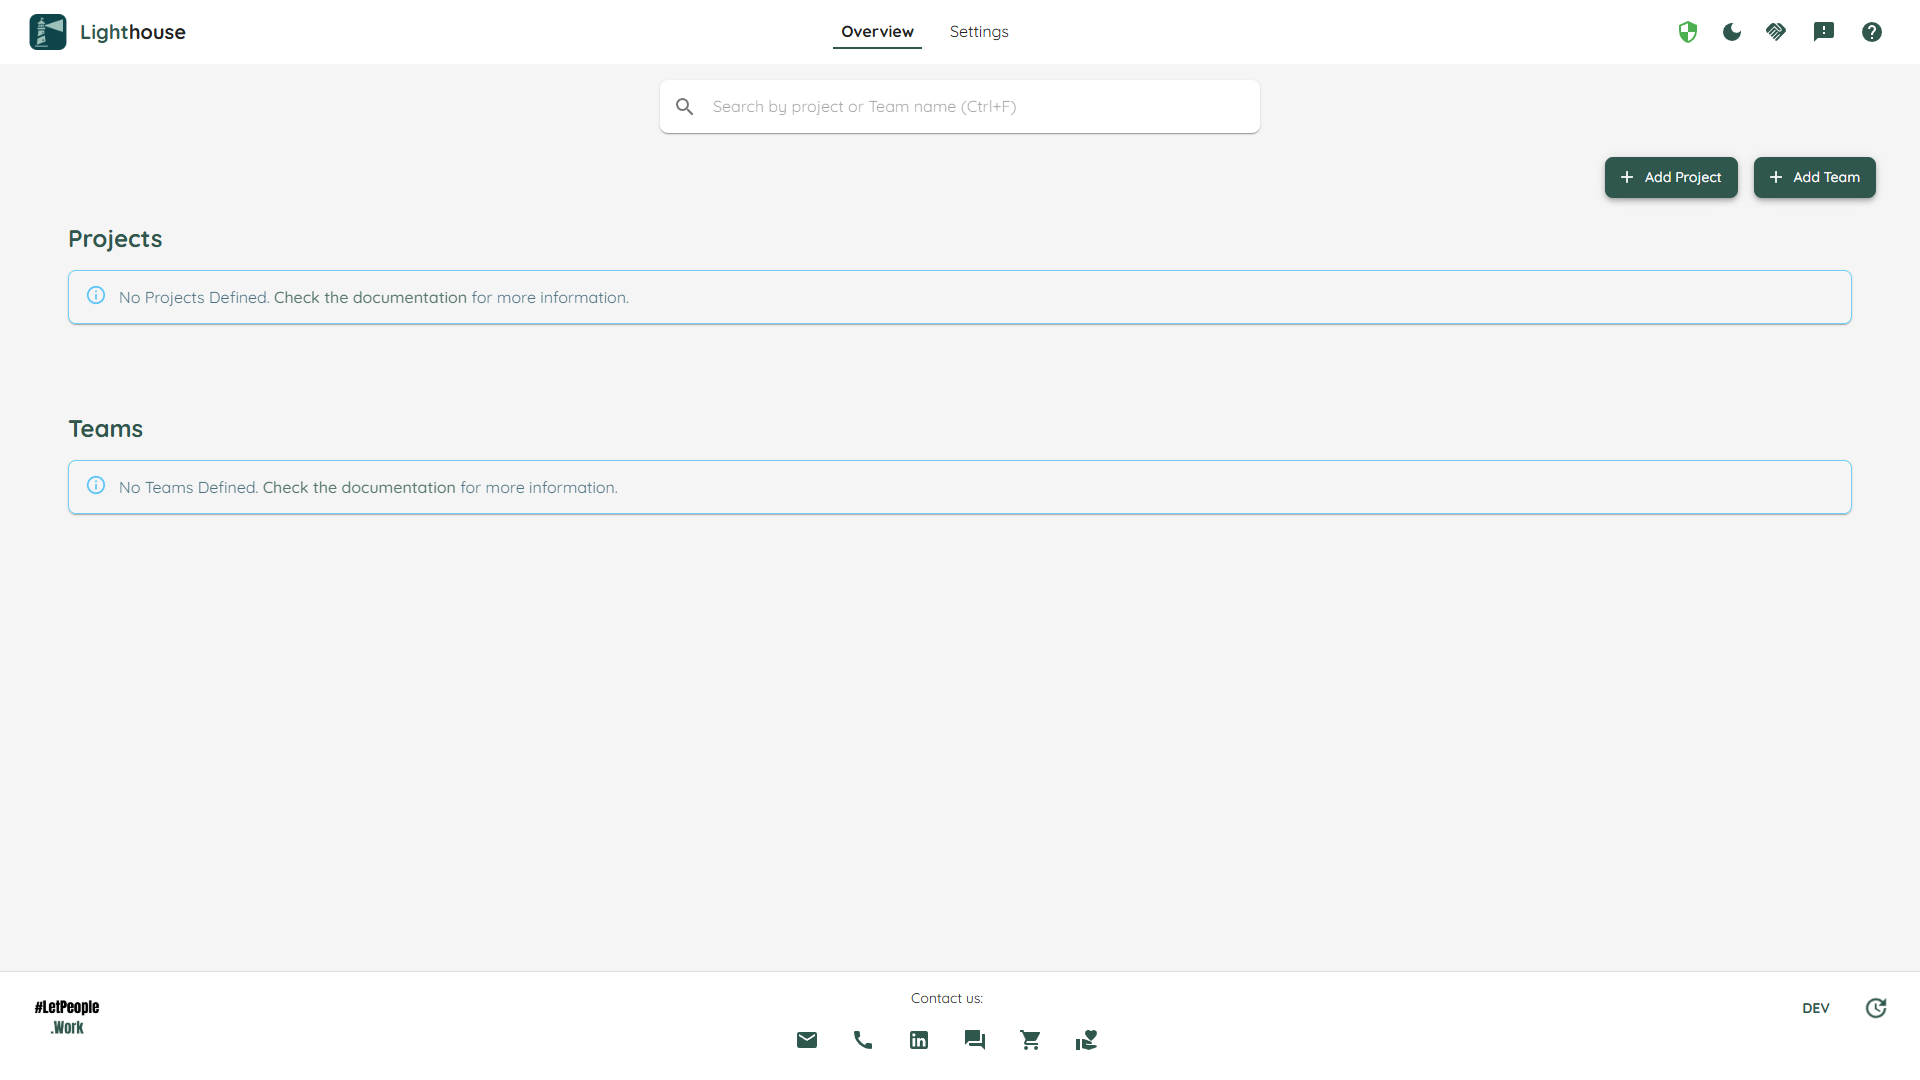 Lighthouse
Overview
Settings
Search by project or Team name (Ctrl+F)
Add Project
Add Team
Projects
No Projects Defined. Check the documentation for more information.
Teams
No Teams Defined. Check the documentation for more information.
#LetPeople
.Work
Contact us:
DEV